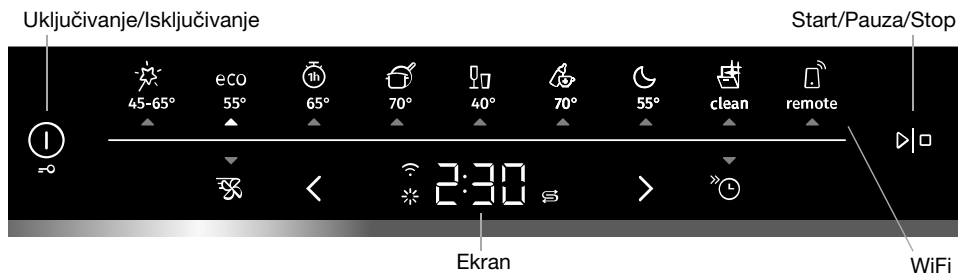 Uključivanje/Isključivanje Start/Pauza/Stop
eco 1h
45-65° 55° 65° 70° 40° 70° 55° clean remote
2:30
Ekran WiFi